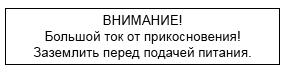 ВНИМАНИЕ!
Большой ток от прикосновения!
Заземлить перед подачей питания.